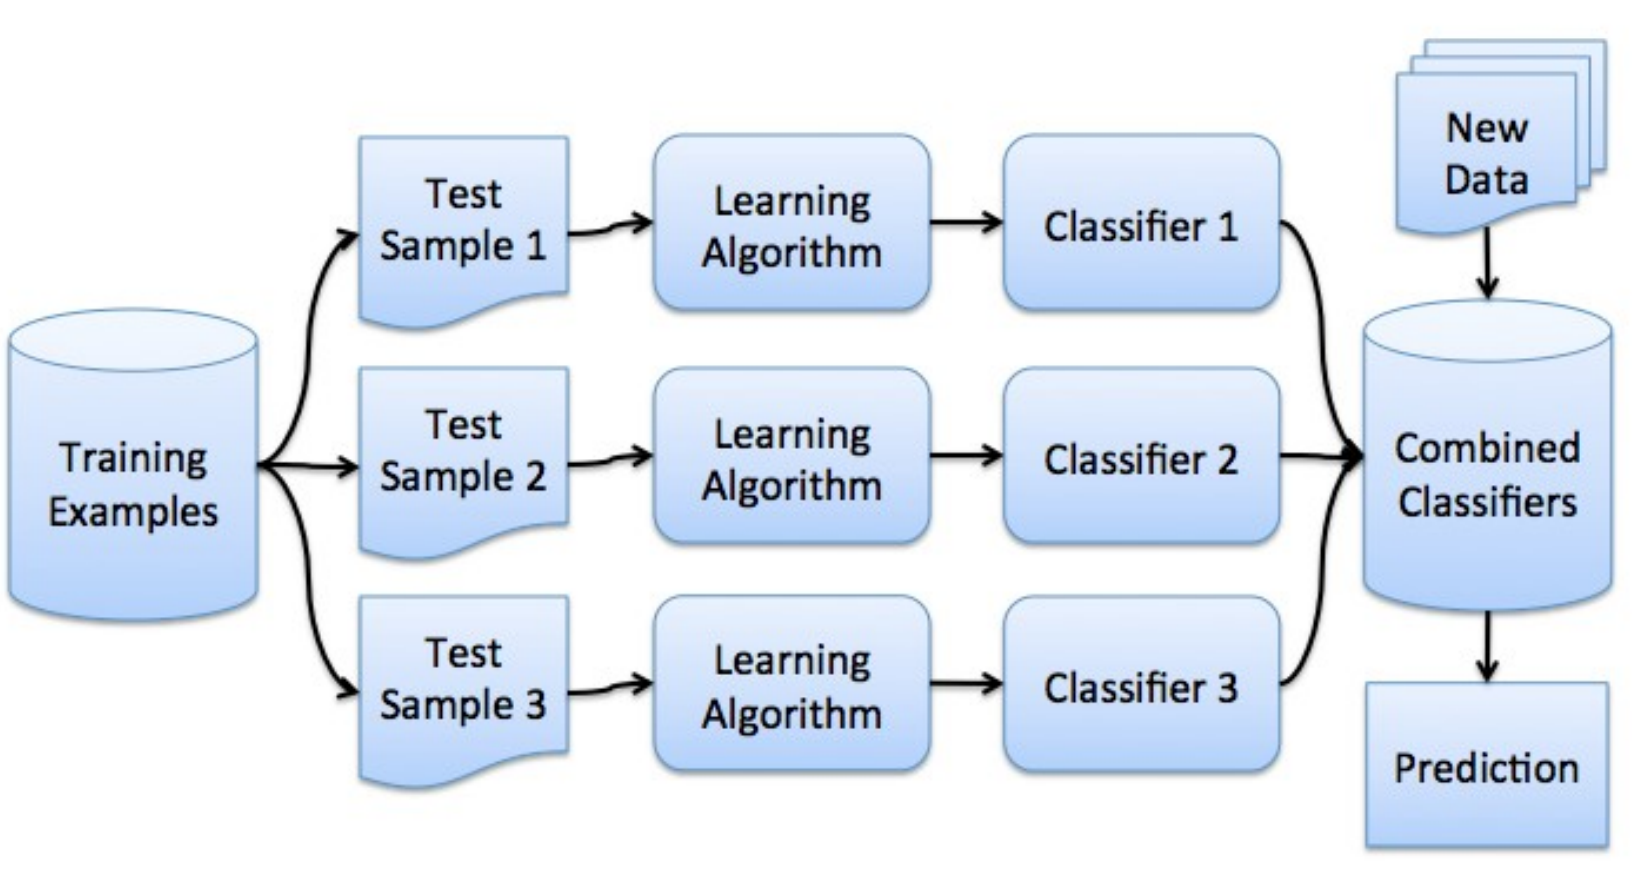 Training
Examples
Test
Sample 1
Learning
Algorithm
Classifier 1
Test
Sample 2
Learning
Algorithm
Classifier 2
Test
Sample 3
Learning
Algorithm
Classifier 3
New
Data
Combined
Classifiers
Prediction